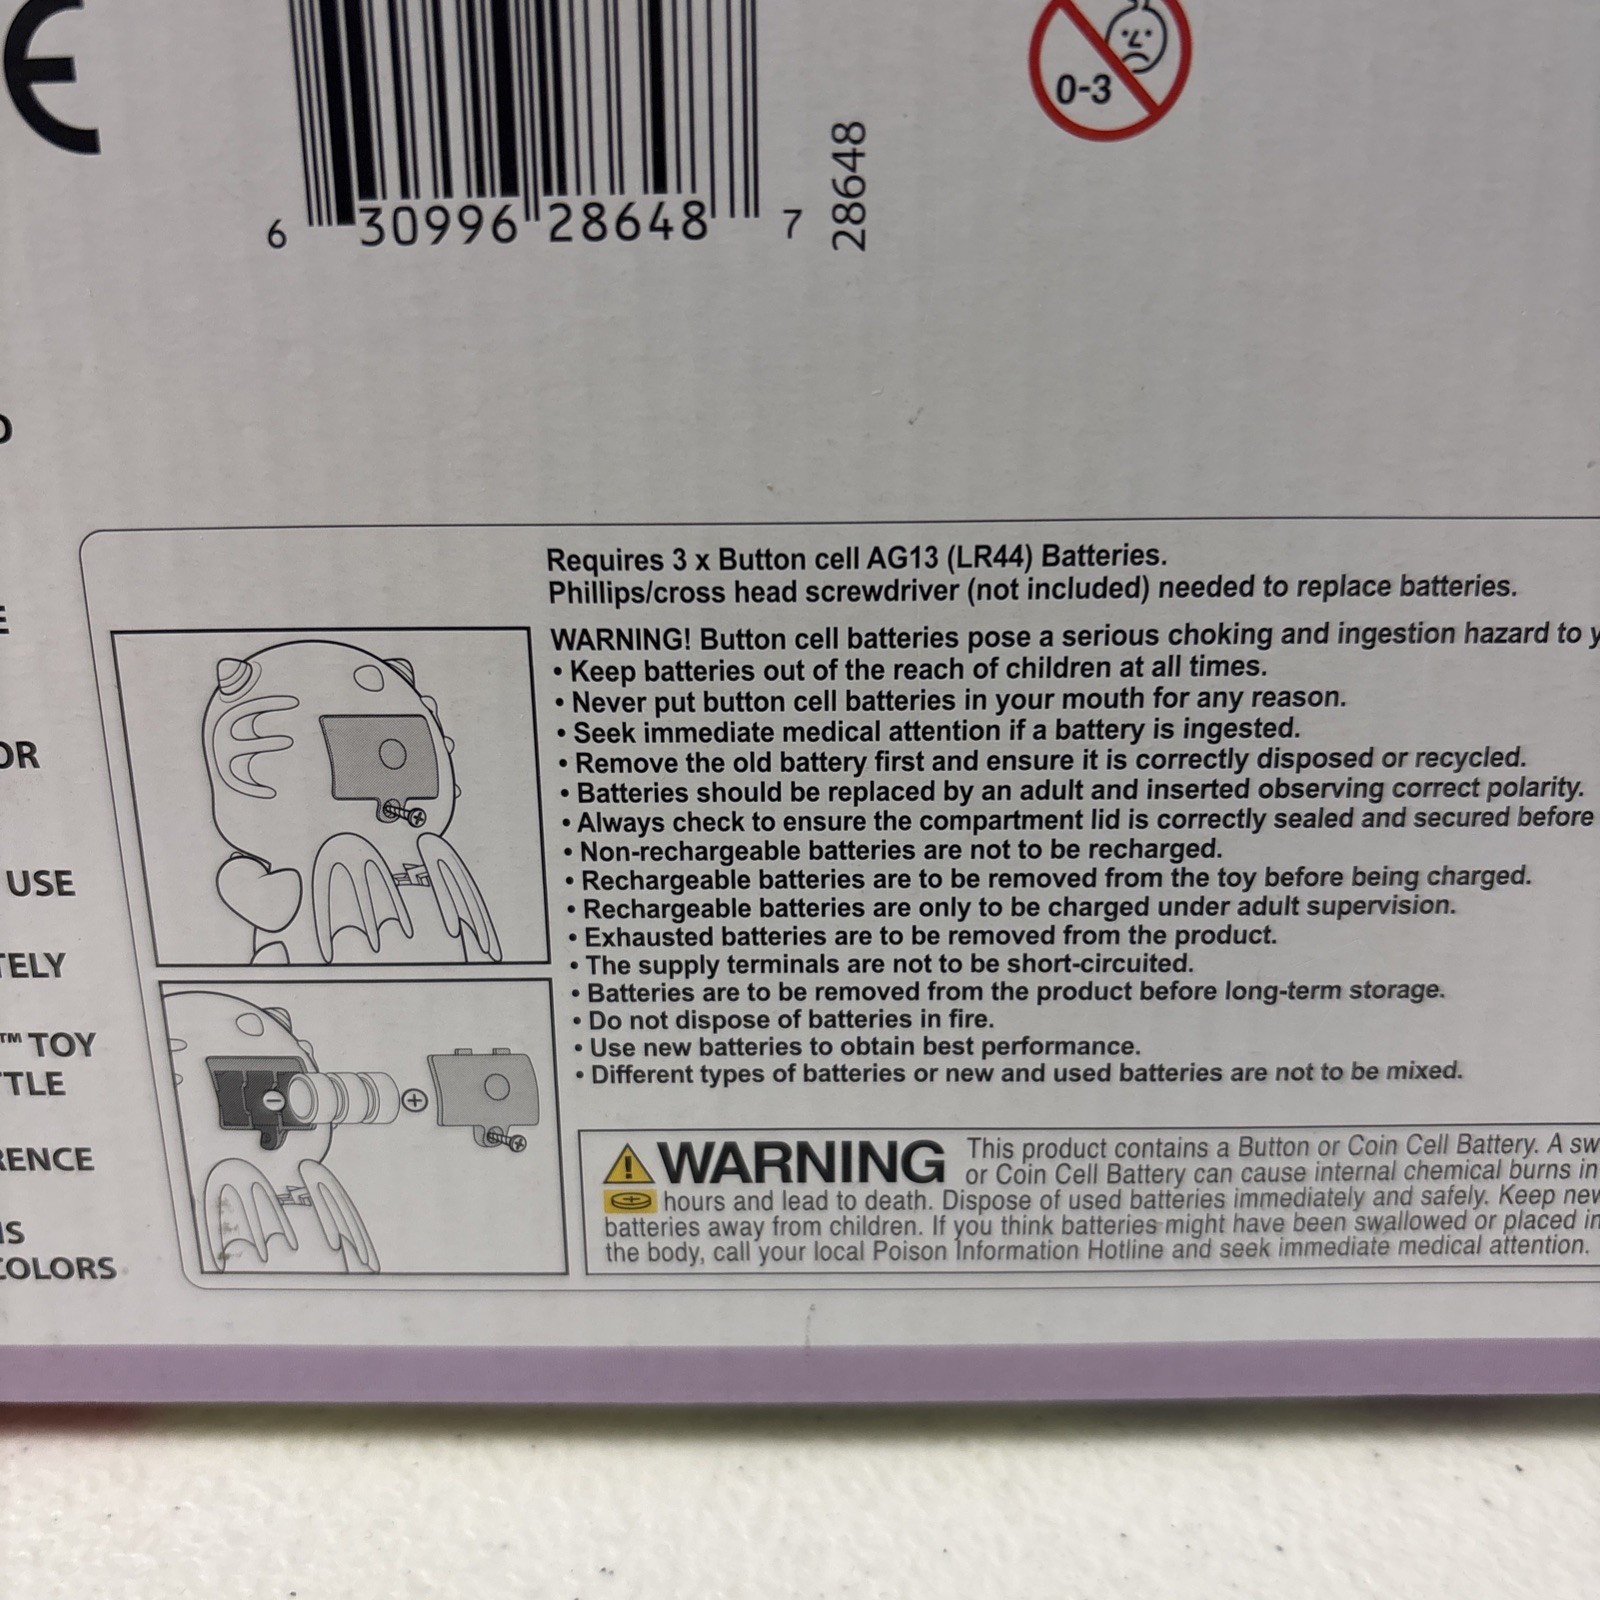 CE
0-3
6 30996 28648 7
28648
OR
USE
TELY
™ TOY
TTLE
RENCE
IS
COLORS
Requires 3 x Button cell AG13 (LR44) Batteries.
Phillips/cross head screwdriver (not included) needed to replace batteries.
WARNING! Button cell batteries pose a serious choking and ingestion hazard to y
• Keep batteries out of the reach of children at all times.
• Never put button cell batteries in your mouth for any reason.
• Seek immediate medical attention if a battery is ingested.
• Remove the old battery first and ensure it is correctly disposed or recycled.
• Batteries should be replaced by an adult and inserted observing correct polarity.
• Always check to ensure the compartment lid is correctly sealed and secured before
• Non-rechargeable batteries are not to be recharged.
• Rechargeable batteries are to be removed from the toy before being charged.
• Rechargeable batteries are only to be charged under adult supervision.
• Exhausted batteries are to be removed from the product.
• The supply terminals are not to be short-circuited.
• Batteries are to be removed from the product before long-term storage.
• Do not dispose of batteries in fire.
• Use new batteries to obtain best performance.
• Different types of batteries or new and used batteries are not to be mixed.
WARNING This product contains a Button or Coin Cell Battery. A sw
or Coin Cell Battery can cause internal chemical burns in
hours and lead to death. Dispose of used batteries immediately and safely. Keep new
batteries away from children. If you think batteries might have been swallowed or placed in
the body, call your local Poison Information Hotline and seek immediate medical attention.